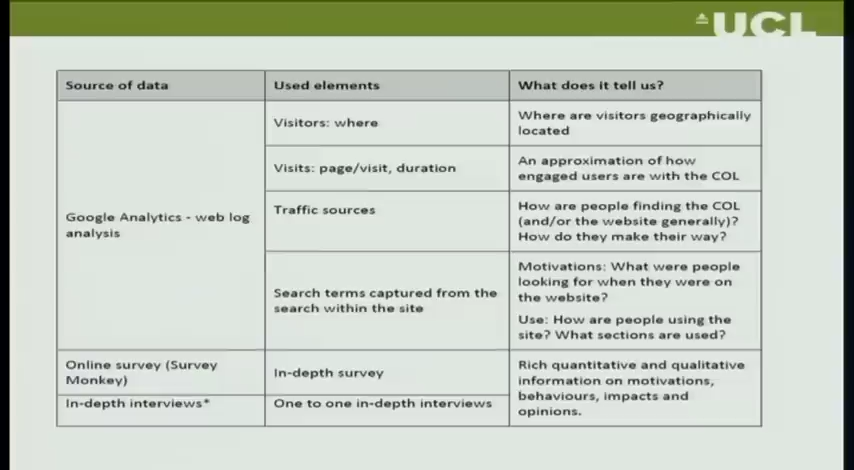 UCL
Source of data
Used elements
What does it tell us?
Google Analytics - web log
analysis
Visitors: where
Where are visitors geographically
located
Visits: page/visit, duration
An approximation of how
engaged users are with the COL
Traffic sources
How are people finding the COL
(and/or the website generally)?
How do they make their way?
Search terms captured from the
search within the site
Motivations: What were people
looking for when they were on
the website?
Use: How are people using the
site? What sections are used?
Online survey (Survey
Monkey)
In-depth survey
Rich quantitative and qualitative
information on motivations,
behaviours, impacts and
opinions.
In-depth interviews*
One to one in-depth interviews